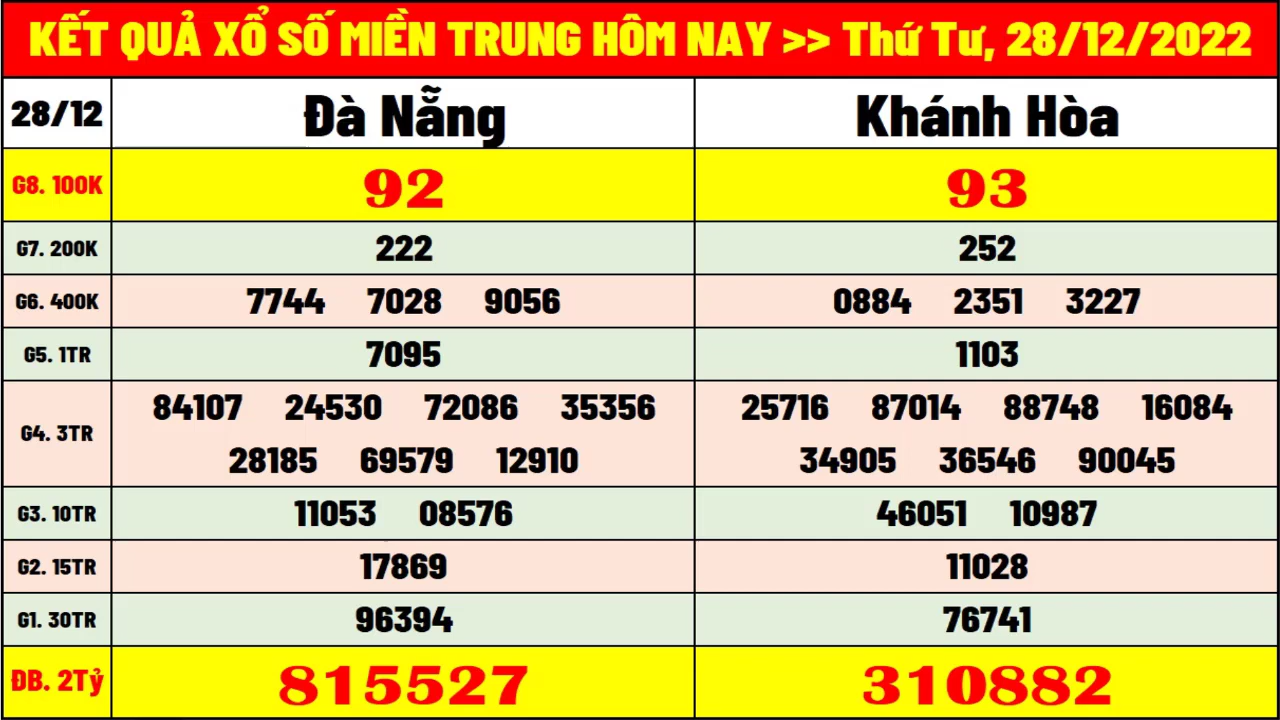 KẾT QUẢ XỔ SỐ MIỀN TRUNG HÔM NAY >> Thứ Tư, 28/12/2022
28/12 Đà Nẵng Khánh Hòa
G8. 100K 92 93
G7. 200K 222 252
G6. 400K 7744 7028 9056 0884 2351 3227
G5. 1TR 7095 1103
84107 24530 72086 35356 25716 87014 88748 16084
G4. 3TR
28185 69579 12910 34905 36546 90045
G3. 10TR 11053 08576 46051 10987
G2. 15TR 17869 11028
G1. 30TR 96394 76741
ĐB. 2Tỷ 815527 310882